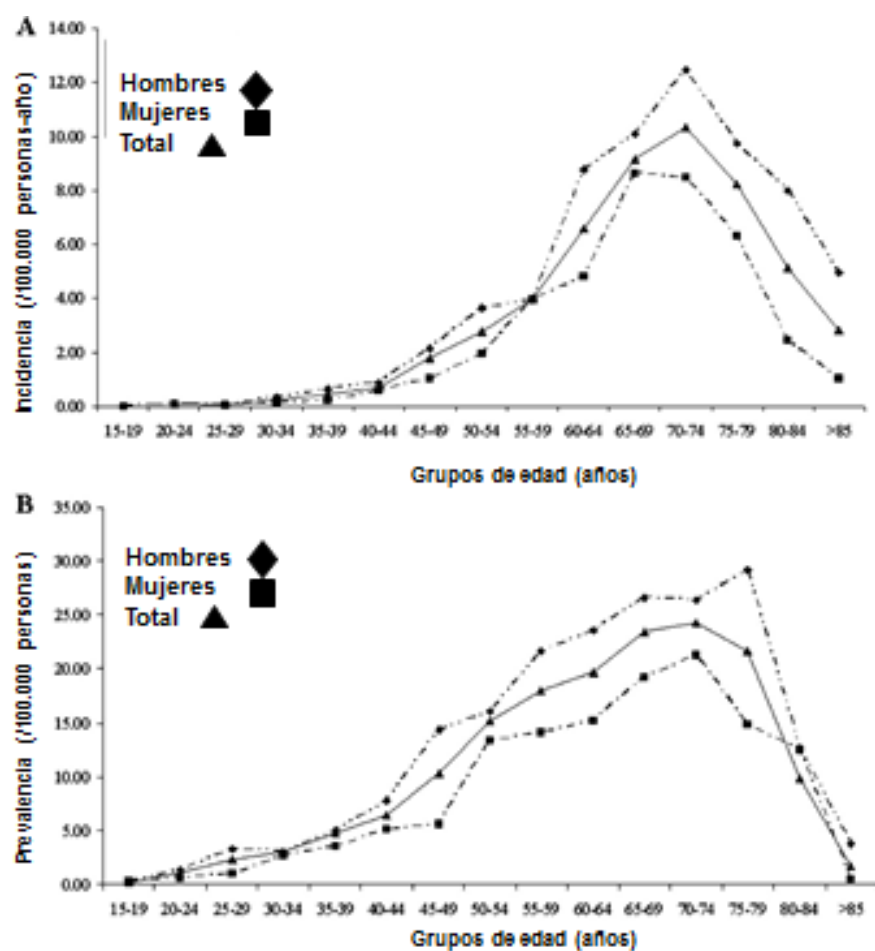 A
14.00
12.00
10.00
8.00
6.00
4.00
2.00
0.00
Incidencia (/100.000 personas-año)
Hombres
Mujeres
Total
15-19 20-24 25-29 30-34 35-39 40-44 45-49 50-54 55-59 60-64 65-69 70-74 75-79 80-84 >85
Grupos de edad (años)
B
35.00
30.00
25.00
20.00
15.00
10.00
5.00
0.00
Prevalencia (/100.000 personas)
Hombres
Mujeres
Total
15-19 20-24 25-29 30-34 35-39 40-44 45-49 50-54 55-59 60-64 65-69 70-74 75-79 80-84 >85
Grupos de edad (años)